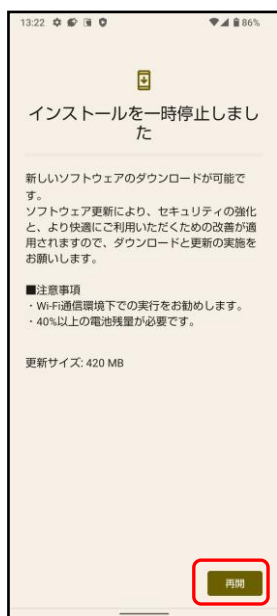 13:22 86%
インストールを一時停止しまし
た
新しいソフトウェアのダウンロードが可能で
す。
ソフトウェア更新により、セキュリティの強化
と、より快適にご利用いただくための改善が適
用されますので、ダウンロードと更新の実施を
お願いします。
■注意事項
・Wi-Fi通信環境下での実行をお勧めします。
・40%以上の電池残量が必要です。
更新サイズ: 420 MB
再開